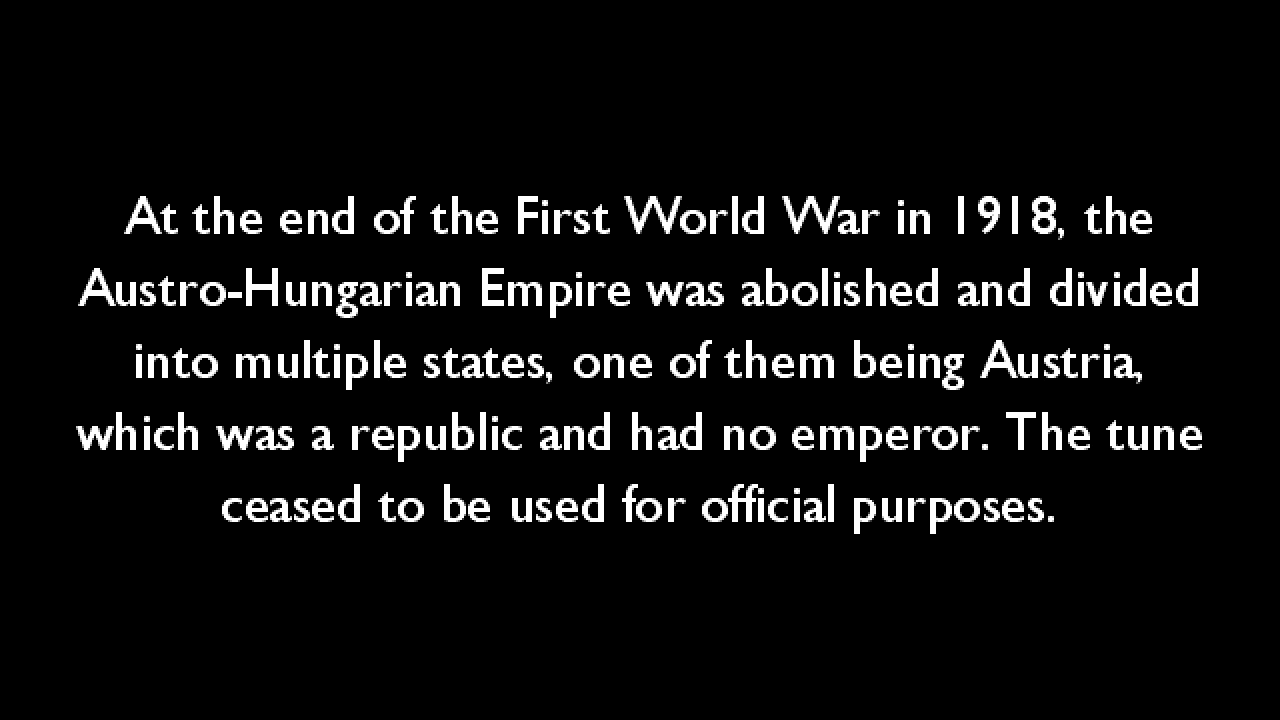 At the end of the First World War in 1918, the
Austro-Hungarian Empire was abolished and divided
into multiple states, one of them being Austria,
which was a republic and had no emperor. The tune
ceased to be used for official purposes.